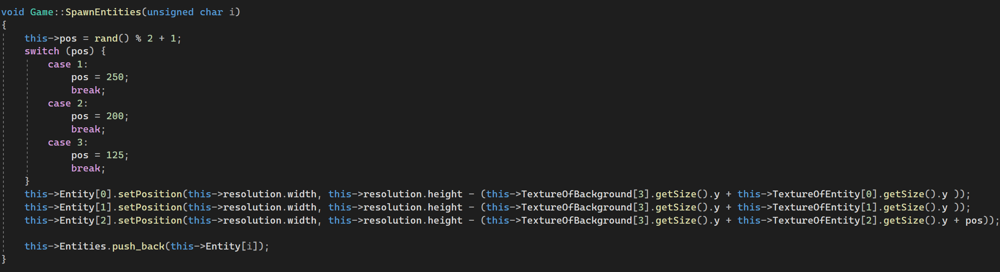 void Game::SpawnEntities(unsigned char i)
{
    this->pos = rand() % 2 + 1;
    switch (pos) {
        case 1:
            pos = 250;
            break;
        case 2:
            pos = 200;
            break;
        case 3:
            pos = 125;
            break;
    }
    this->Entity[0].setPosition(this->resolution.width, this->resolution.height - (this->TextureOfBackground[3].getSize().y + this->TextureOfEntity[0].getSize().y ));
    this->Entity[1].setPosition(this->resolution.width, this->resolution.height - (this->TextureOfBackground[3].getSize().y + this->TextureOfEntity[1].getSize().y ));
    this->Entity[2].setPosition(this->resolution.width, this->resolution.height - (this->TextureOfBackground[3].getSize().y + this->TextureOfEntity[2].getSize().y + pos));

    this->Entities.push_back(this->Entity[i]);
}